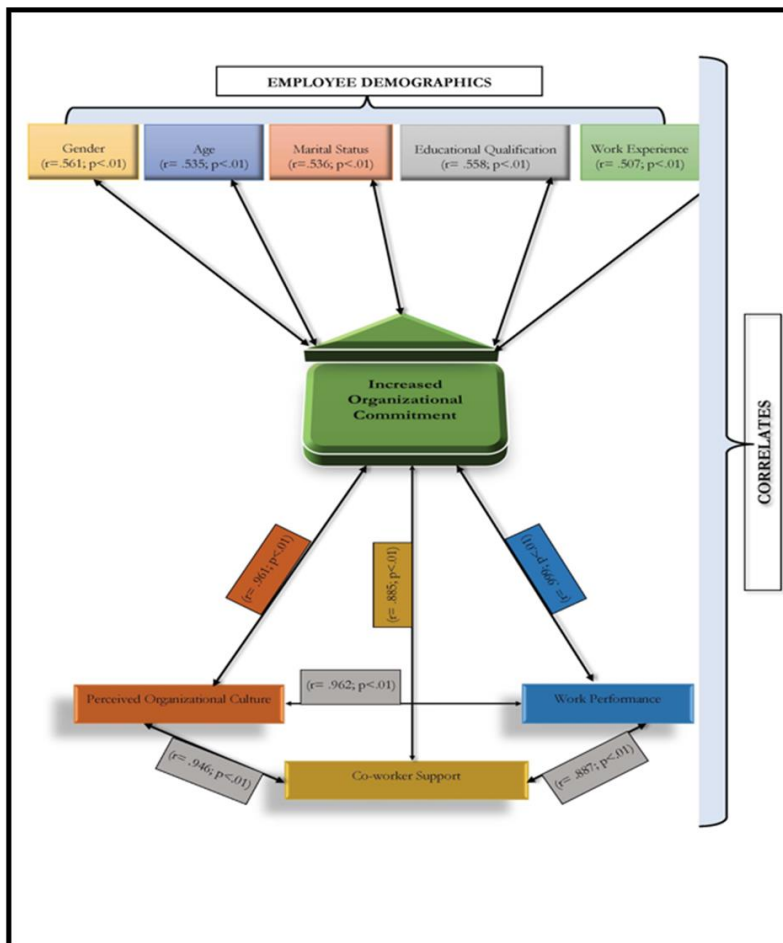 EMPLOYEE DEMOGRAPHICS
Gender
(r=.561; p<.01)
Age
(r= .535; p<.01)
Marital Status
(r=.536; p<.01)
Educational Qualification
(r= .558; p<.01)
Work Experience
(r= .507; p<.01)
Increased
Organizational
Commitment
CORRELATES
(r= .961; p<.01)
(r= .885; p<.01)
(r= .999; p<.01)
Perceived Organizational Culture
(r= .962; p<.01)
Work Performance
(r= .946; p<.01)
Co-worker Support
(r= .887; p<.01)